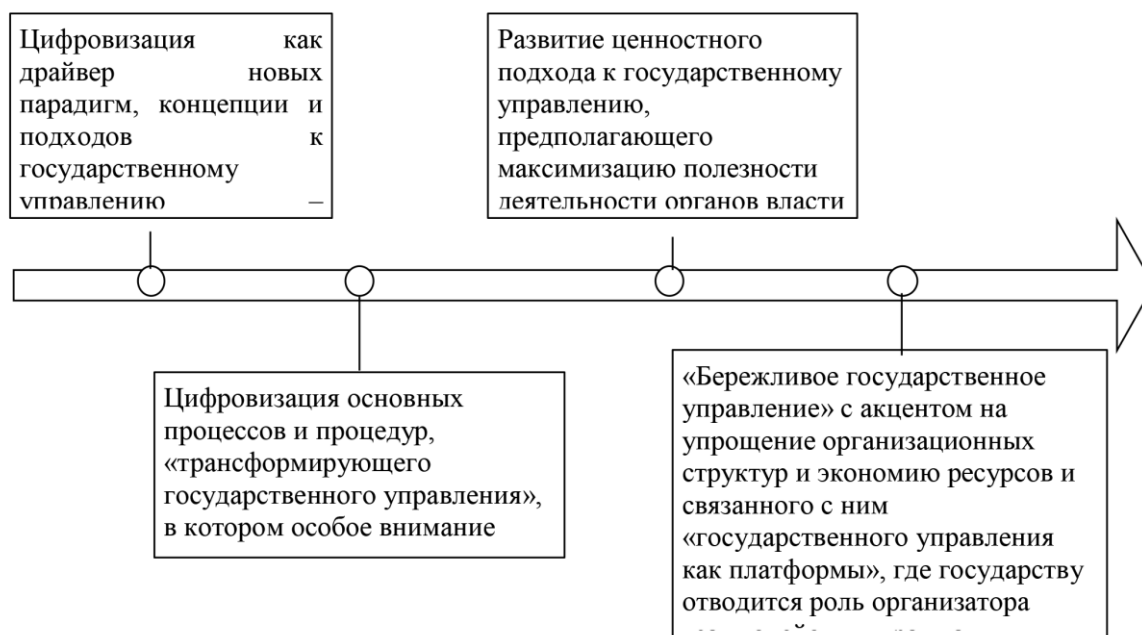 Цифровизация как
драйвер новых
парадигм, концепции и
подходов к
государственному
управлению –
Развитие ценностного
подхода к государственному
управлению,
предполагающего
максимизацию полезности
деятельности органов власти
Цифровизация основных
процессов и процедур,
«трансформирующего
государственного управления»,
в котором особое внимание
«Бережливое государственное
управление» с акцентом на
упрощение организационных
структур и экономию ресурсов и
связанного с ним
«государственного управления
как платформы», где государству
отводится роль организатора